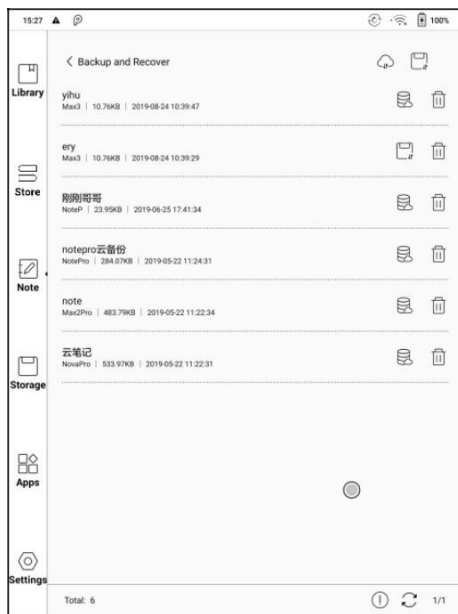 15:27 100%
Backup and Recover
Library
yihu
Max3 | 10.76KB | 2019-08-24 10:39:47
ery
Max3 | 10.76KB | 2019-08-24 10:39:29
Store
刚刚哥哥
NoteP | 23.95KB | 2019-06-25 17:41:34
notepro云备份
NotePro | 284.07KB | 2019-05-22 11:24:31
Note
note
Max2Pro | 483.79KB | 2019-05-22 11:22:34
云笔记
NovaPro | 533.97KB | 2019-05-22 11:22:31
Storage
Apps
Settings
Total: 6 1/1